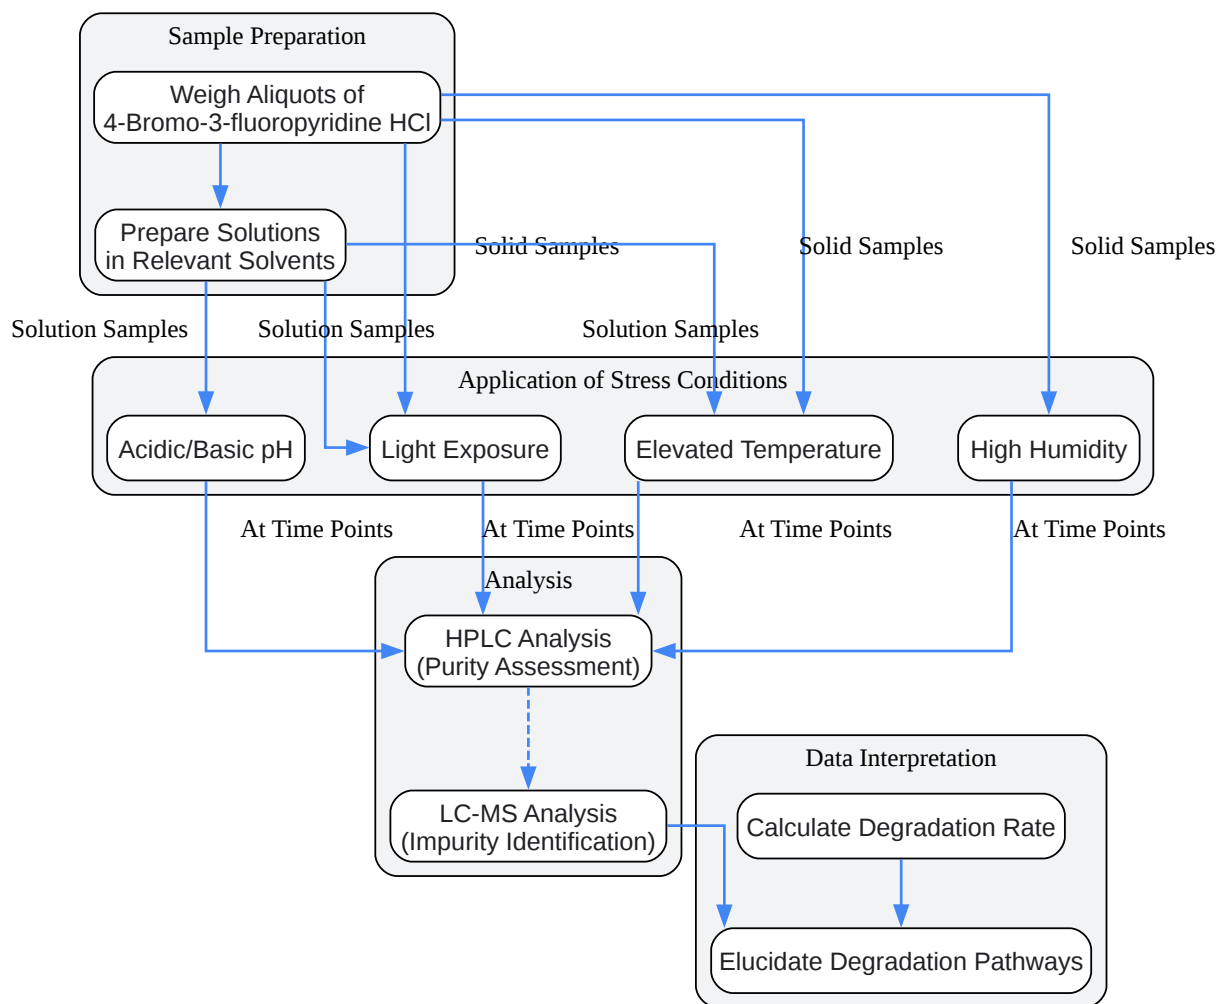 Sample Preparation
Weigh Aliquots of
4-Bromo-3-fluoropyridine HCl
Prepare Solutions
in Relevant Solvents
Solid Samples
Solid Samples
Solid Samples
Solution Samples
Solution Samples
Solution Samples
Application of Stress Conditions
Acidic/Basic pH
Light Exposure
Elevated Temperature
High Humidity
At Time Points
At Time Points
At Time Points
At Time Points
Analysis
HPLC Analysis
(Purity Assessment)
LC-MS Analysis
(Impurity Identification)
Data Interpretation
Calculate Degradation Rate
Elucidate Degradation Pathways